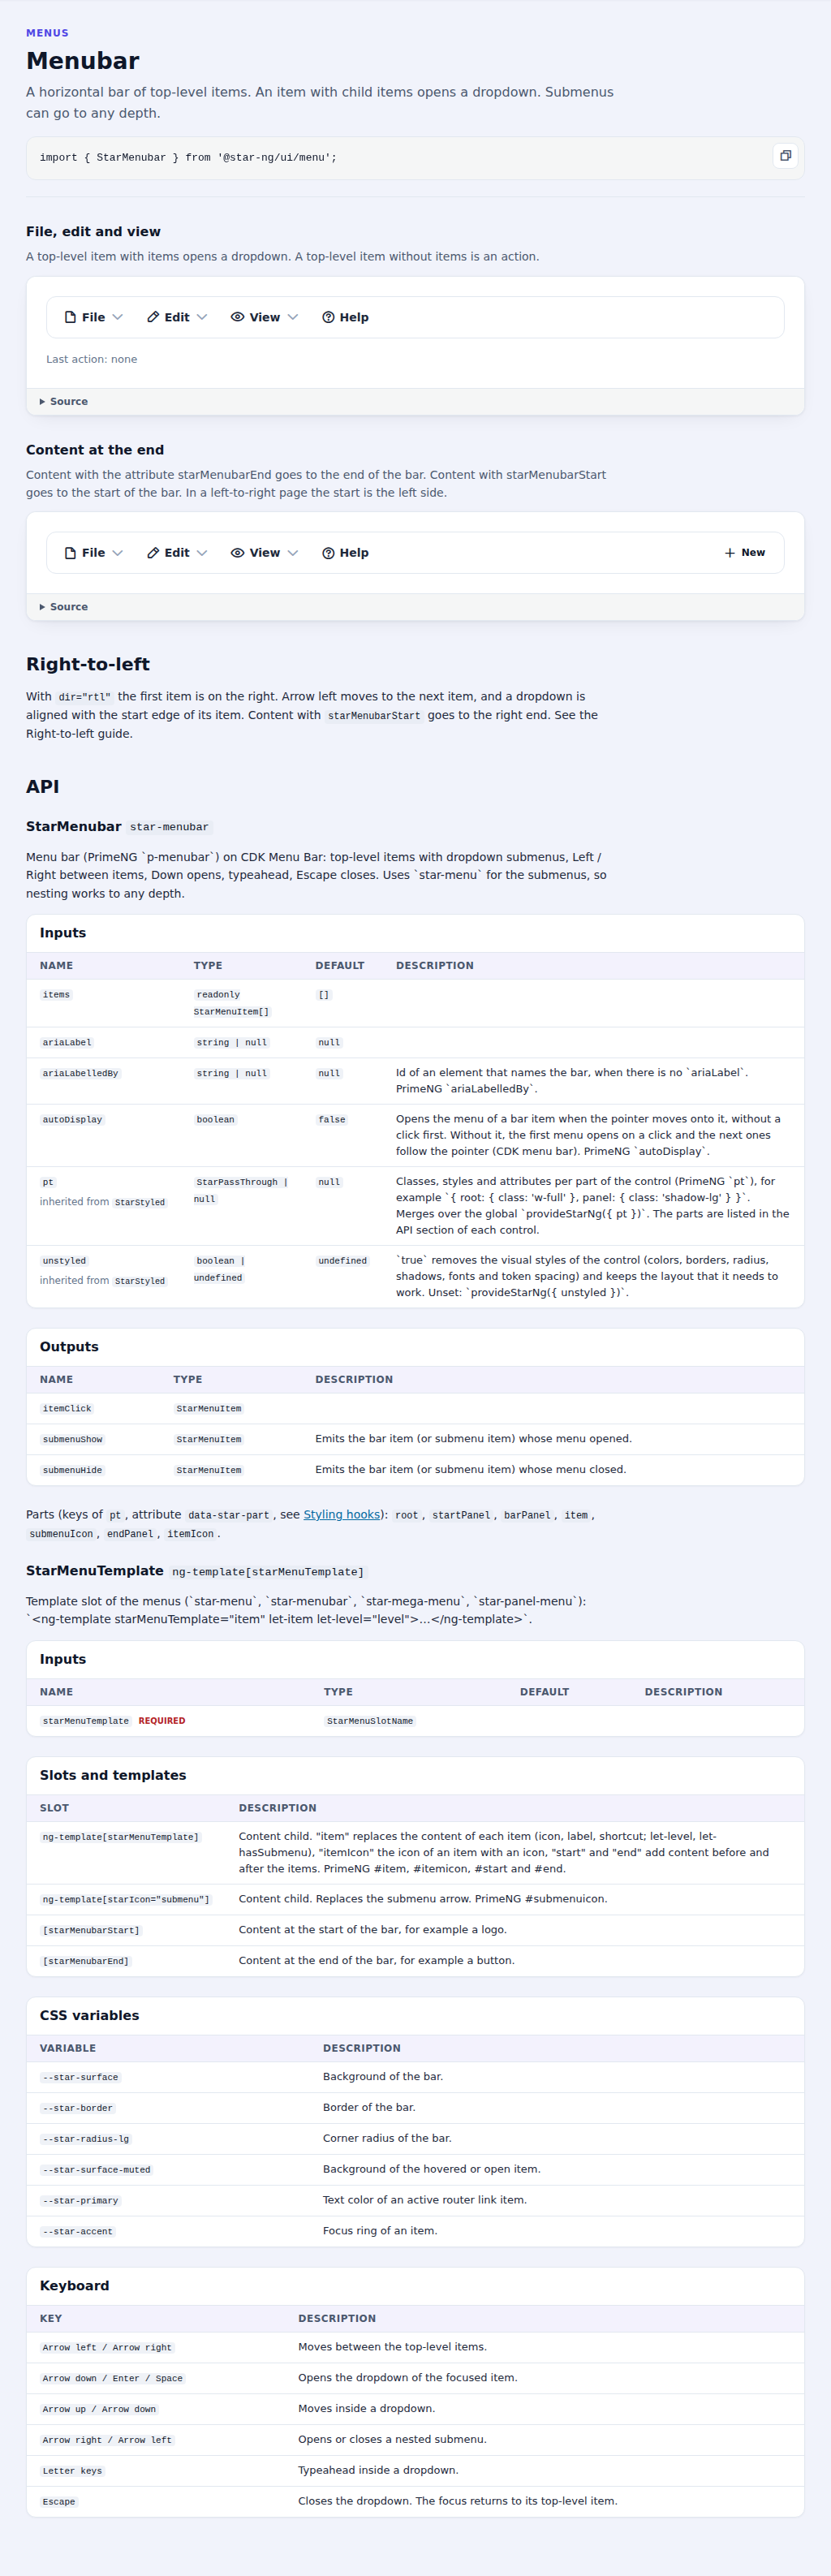 MENUS
Menubar
A horizontal bar of top-level items. An item with child items opens a dropdown. Submenus
can go to any depth.
import { StarMenubar } from '@star-ng/ui/menu';
File, edit and view
A top-level item with items opens a dropdown. A top-level item without items is an action.
File Edit View Help
Last action: none
Source
Content at the end
Content with the attribute starMenubarEnd goes to the end of the bar. Content with starMenubarStart
goes to the start of the bar. In a left-to-right page the start is the left side.
File Edit View Help New
Source
Right-to-left
With dir="rtl" the first item is on the right. Arrow left moves to the next item, and a dropdown is
aligned with the start edge of its item. Content with starMenubarStart goes to the right end. See the
Right-to-left guide.
API
StarMenubar star-menubar
Menu bar (PrimeNG `p-menubar`) on CDK Menu Bar: top-level items with dropdown submenus, Left /
Right between items, Down opens, typeahead, Escape closes. Uses `star-menu` for the submenus, so
nesting works to any depth.
Inputs
NAME TYPE DEFAULT DESCRIPTION
items readonly StarMenuItem[] []
ariaLabel string | null null
ariaLabelledBy string | null null Id of an element that names the bar, when there is no `ariaLabel`.
PrimeNG `ariaLabelledBy`.
autoDisplay boolean false Opens the menu of a bar item when the pointer moves onto it, without a
click first. Without it, the first menu opens on a click and the next ones
follow the pointer (CDK menu bar). PrimeNG `autoDisplay`.
pt inherited from StarStyled StarPassThrough | null null Classes, styles and attributes per part of the control (PrimeNG `pt`), for
example `{ root: { class: 'w-full' }, panel: { class: 'shadow-lg' } }`.
Merges over the global `provideStarNg({ pt })`. The parts are listed in the
API section of each control.
unstyled inherited from StarStyled boolean | undefined undefined `true` removes the visual styles of the control (colors, borders, radius,
shadows, fonts and token spacing) and keeps the layout that it needs to
work. Unset: `provideStarNg({ unstyled })`.
Outputs
NAME TYPE DESCRIPTION
itemClick StarMenuItem
submenuShow StarMenuItem Emits the bar item (or submenu item) whose menu opened.
submenuHide StarMenuItem Emits the bar item (or submenu item) whose menu closed.
Parts (keys of pt, attribute data-star-part, see Styling hooks): root, startPanel, barPanel, item,
submenuIcon, endPanel, itemIcon.
StarMenuTemplate ng-template[starMenuTemplate]
Template slot of the menus (`star-menu`, `star-menubar`, `star-mega-menu`, `star-panel-menu`):
`<ng-template starMenuTemplate="item" let-item let-level="level">…</ng-template>`.
Inputs
NAME TYPE DEFAULT DESCRIPTION
starMenuTemplate REQUIRED StarMenuSlotName
Slots and templates
SLOT DESCRIPTION
ng-template[starMenuTemplate] Content child. "item" replaces the content of each item (icon, label, shortcut; let-level, let-
hasSubmenu), "itemIcon" the icon of an item with an icon, "start" and "end" add content before and
after the items. PrimeNG #item, #itemicon, #start and #end.
ng-template[starIcon="submenu"] Content child. Replaces the submenu arrow. PrimeNG #submenuicon.
[starMenubarStart] Content at the start of the bar, for example a logo.
[starMenubarEnd] Content at the end of the bar, for example a button.
CSS variables
VARIABLE DESCRIPTION
--star-surface Background of the bar.
--star-border Border of the bar.
--star-radius-lg Corner radius of the bar.
--star-surface-muted Background of the hovered or open item.
--star-primary Text color of an active router link item.
--star-accent Focus ring of an item.
Keyboard
KEY DESCRIPTION
Arrow left / Arrow right Moves between the top-level items.
Arrow down / Enter / Space Opens the dropdown of the focused item.
Arrow up / Arrow down Moves inside a dropdown.
Arrow right / Arrow left Opens or closes a nested submenu.
Letter keys Typeahead inside a dropdown.
Escape Closes the dropdown. The focus returns to its top-level item.